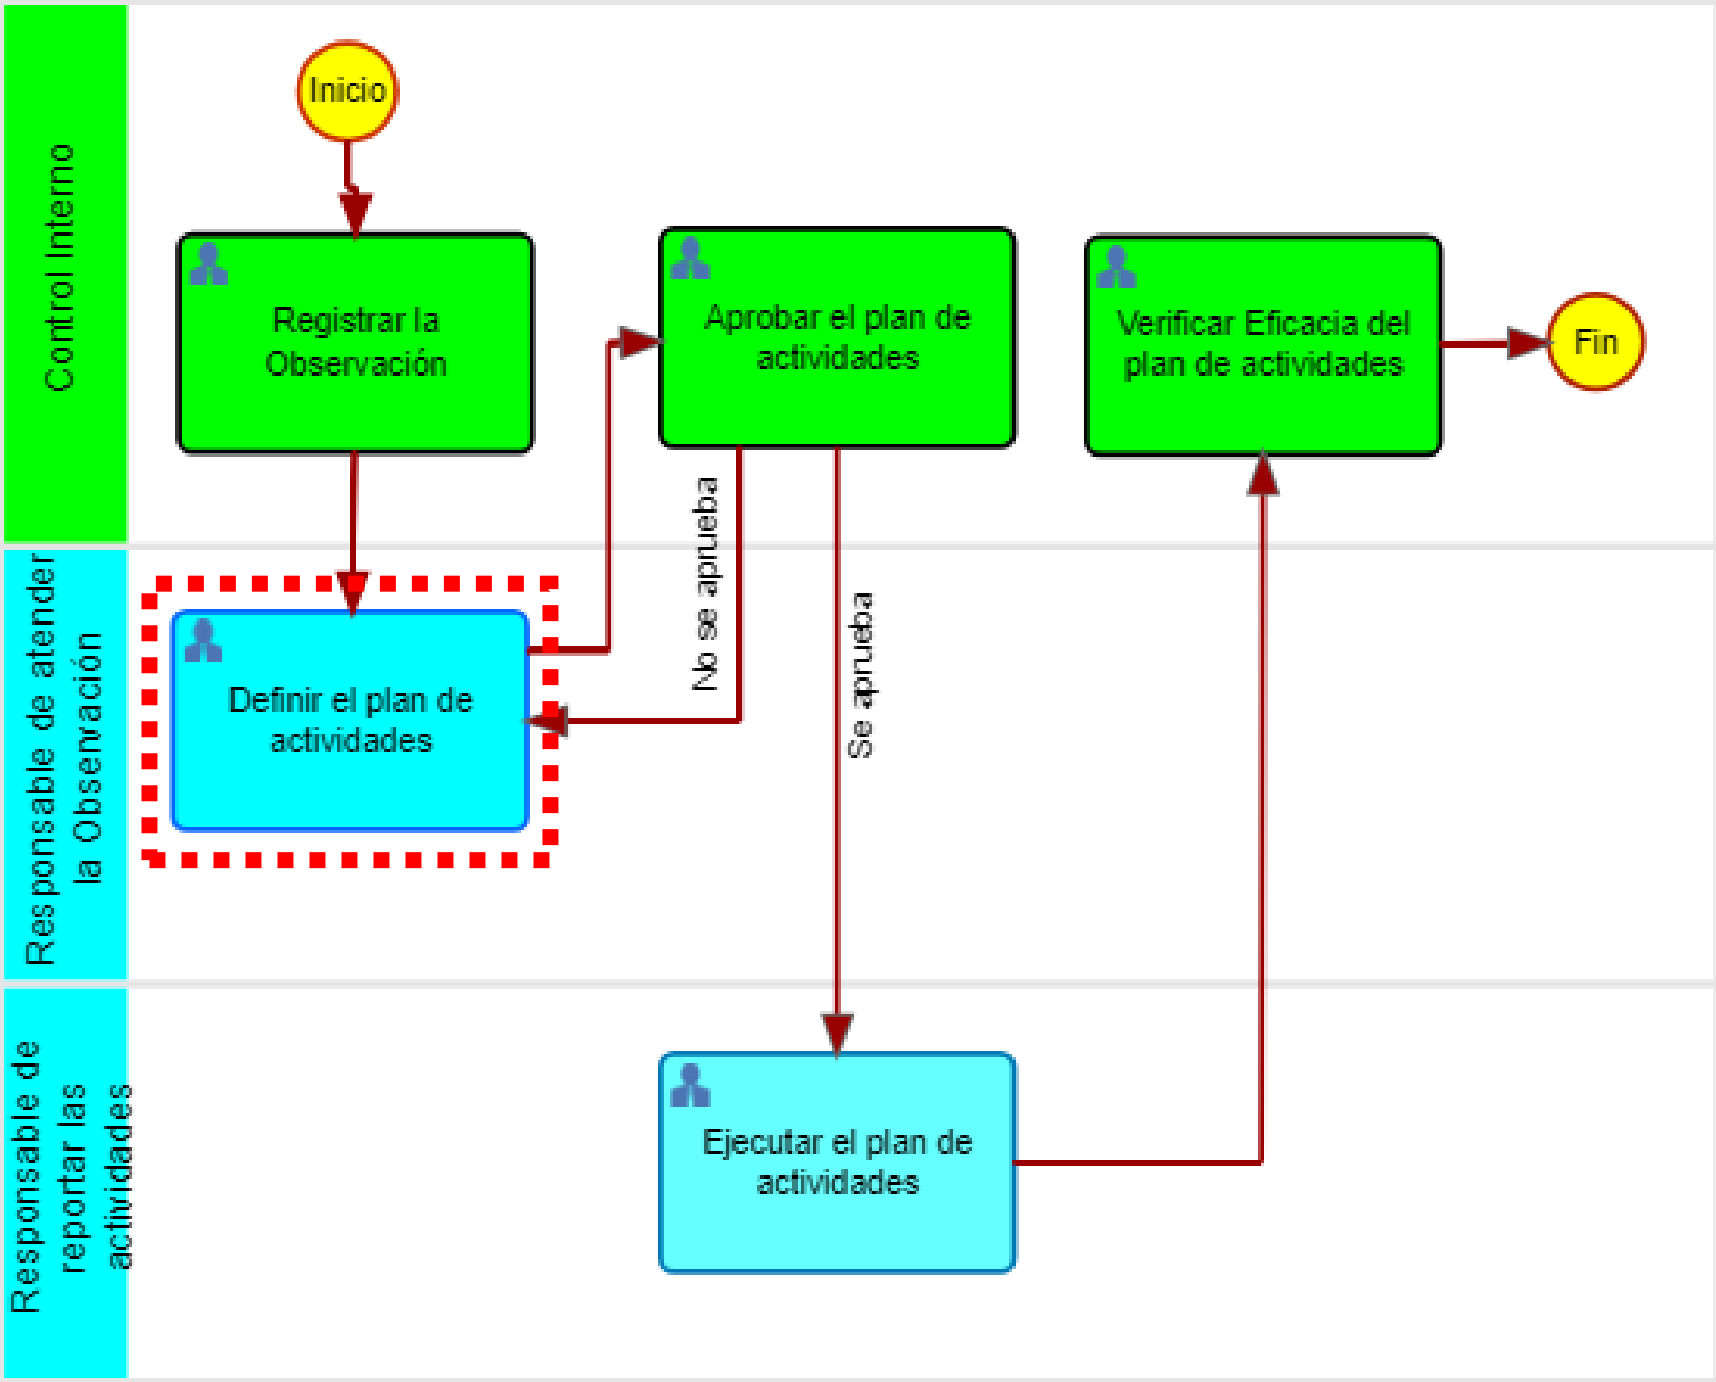 Control Interno
Inicio
Registrar la
Observación
Aprobar el plan de
actividades
Verificar Eficacia del
plan de actividades
Fin
No se aprueba
Se aprueba
Responsable de atender
la Observación
Definir el plan de
actividades
Responsable de
reportar las
actividades
Ejecutar el plan de
actividades